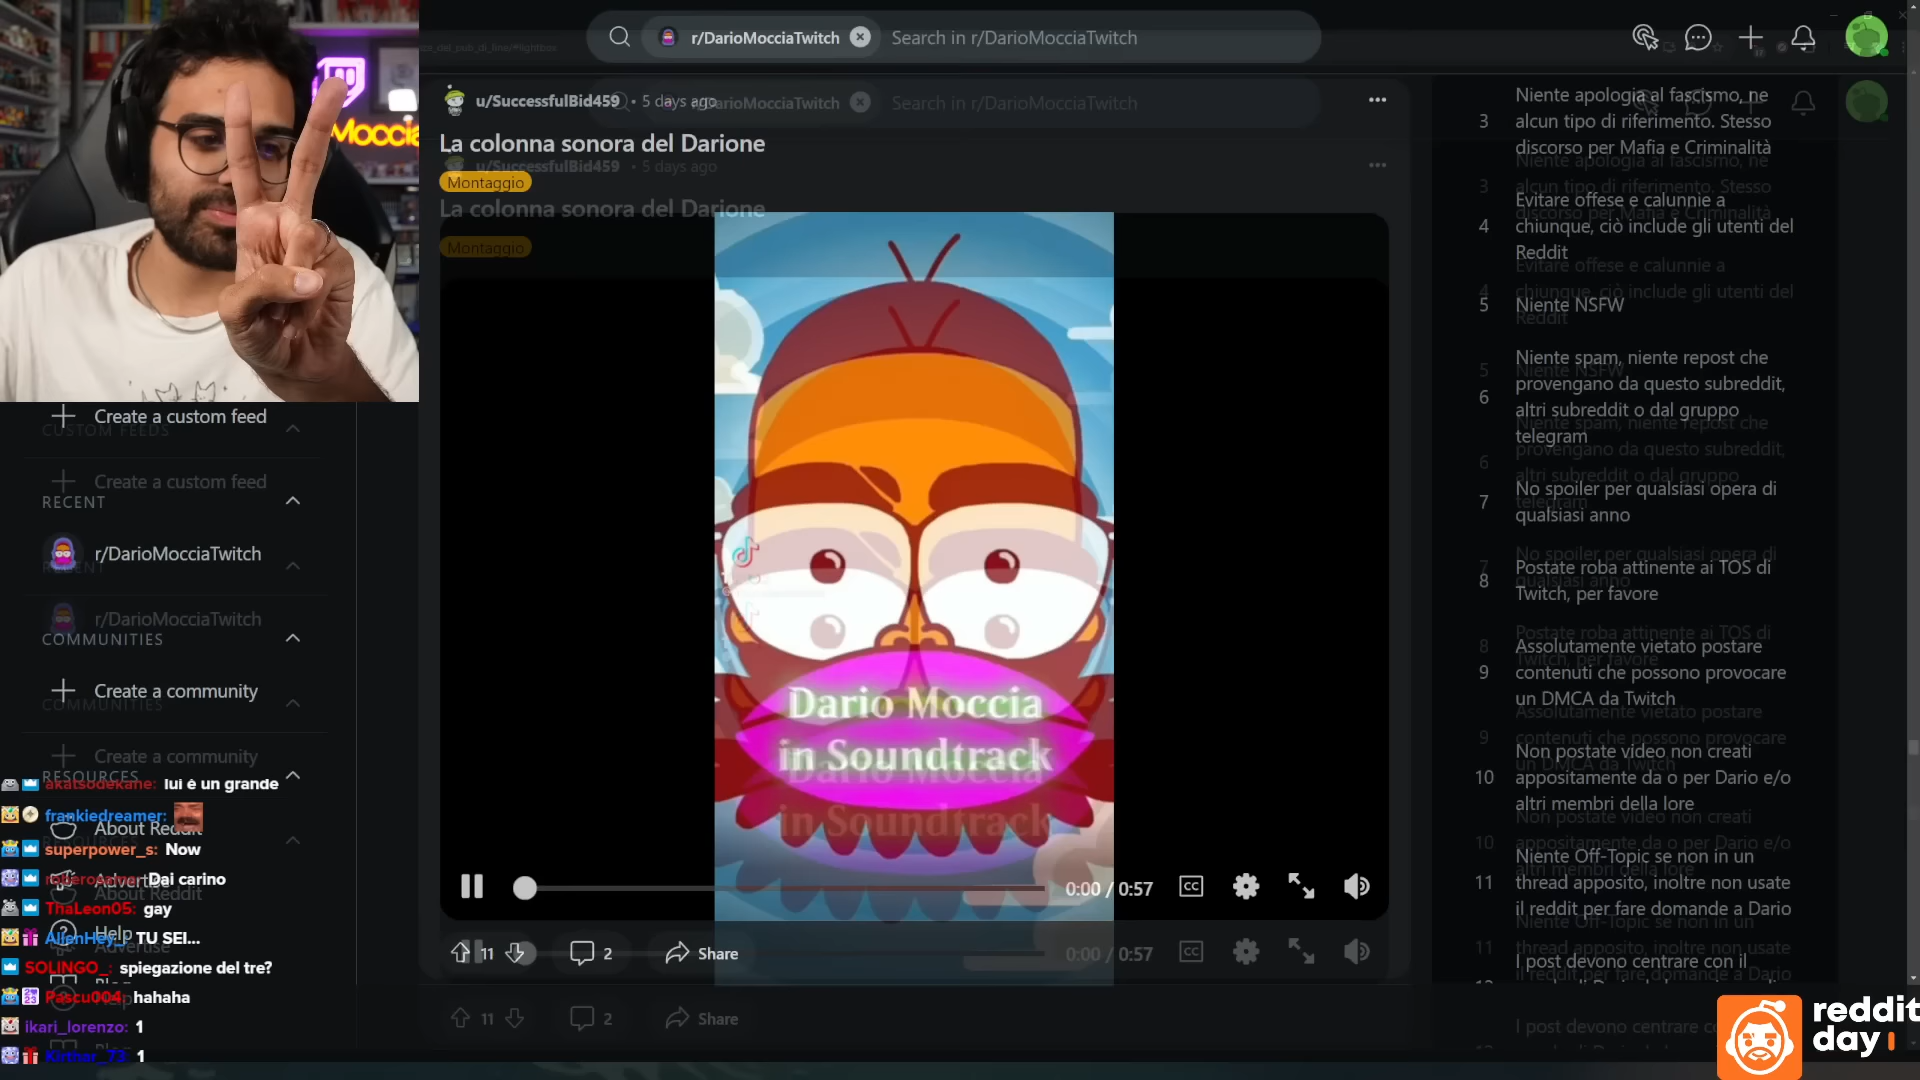 r/DarioMocciaTwitch
Search in r/DarioMocciaTwitch
Moccia
u/SuccessfulBid459 • 5 days ago
La colonna sonora del Darione
Montaggio
Dario Moccia
in Soundtrack
0:00 / 0:57
CC
11
2
Share
Create a custom feed
RECENT
r/DarioMocciaTwitch
COMMUNITIES
Create a community
RESOURCES
About Reddit
Advertise
Help
akatsodekane: lui è un grande
frankiedreamer:
superpower_s: Now
Dai carino
ThaLeon05: gay
TU SEI...
SOLINGO_: spiegazione del tre?
Pascu004: hahaha
ikari_lorenzo: 1
Kirthar_73: 1
Niente apologia al fascismo, ne
3 alcun tipo di riferimento. Stesso
discorso per Mafia e Criminalità
Evitare offese e calunnie a
4 chiunque, ciò include gli utenti del
Reddit
5 Niente NSFW
Niente spam, niente repost che
provengano da questo subreddit,
6 altri subreddit o dal gruppo
telegram
7 No spoiler per qualsiasi opera di
qualsiasi anno
8 Postate roba attinente ai TOS di
Twitch, per favore
Assolutamente vietato postare
9 contenuti che possono provocare
un DMCA da Twitch
Non postate video non creati
10 appositamente da o per Dario e/o
altri membri della lore
Niente Off-Topic se non in un
11 thread apposito, inoltre non usate
il reddit per fare domande a Dario
I post devono centrare con il
reddit
day